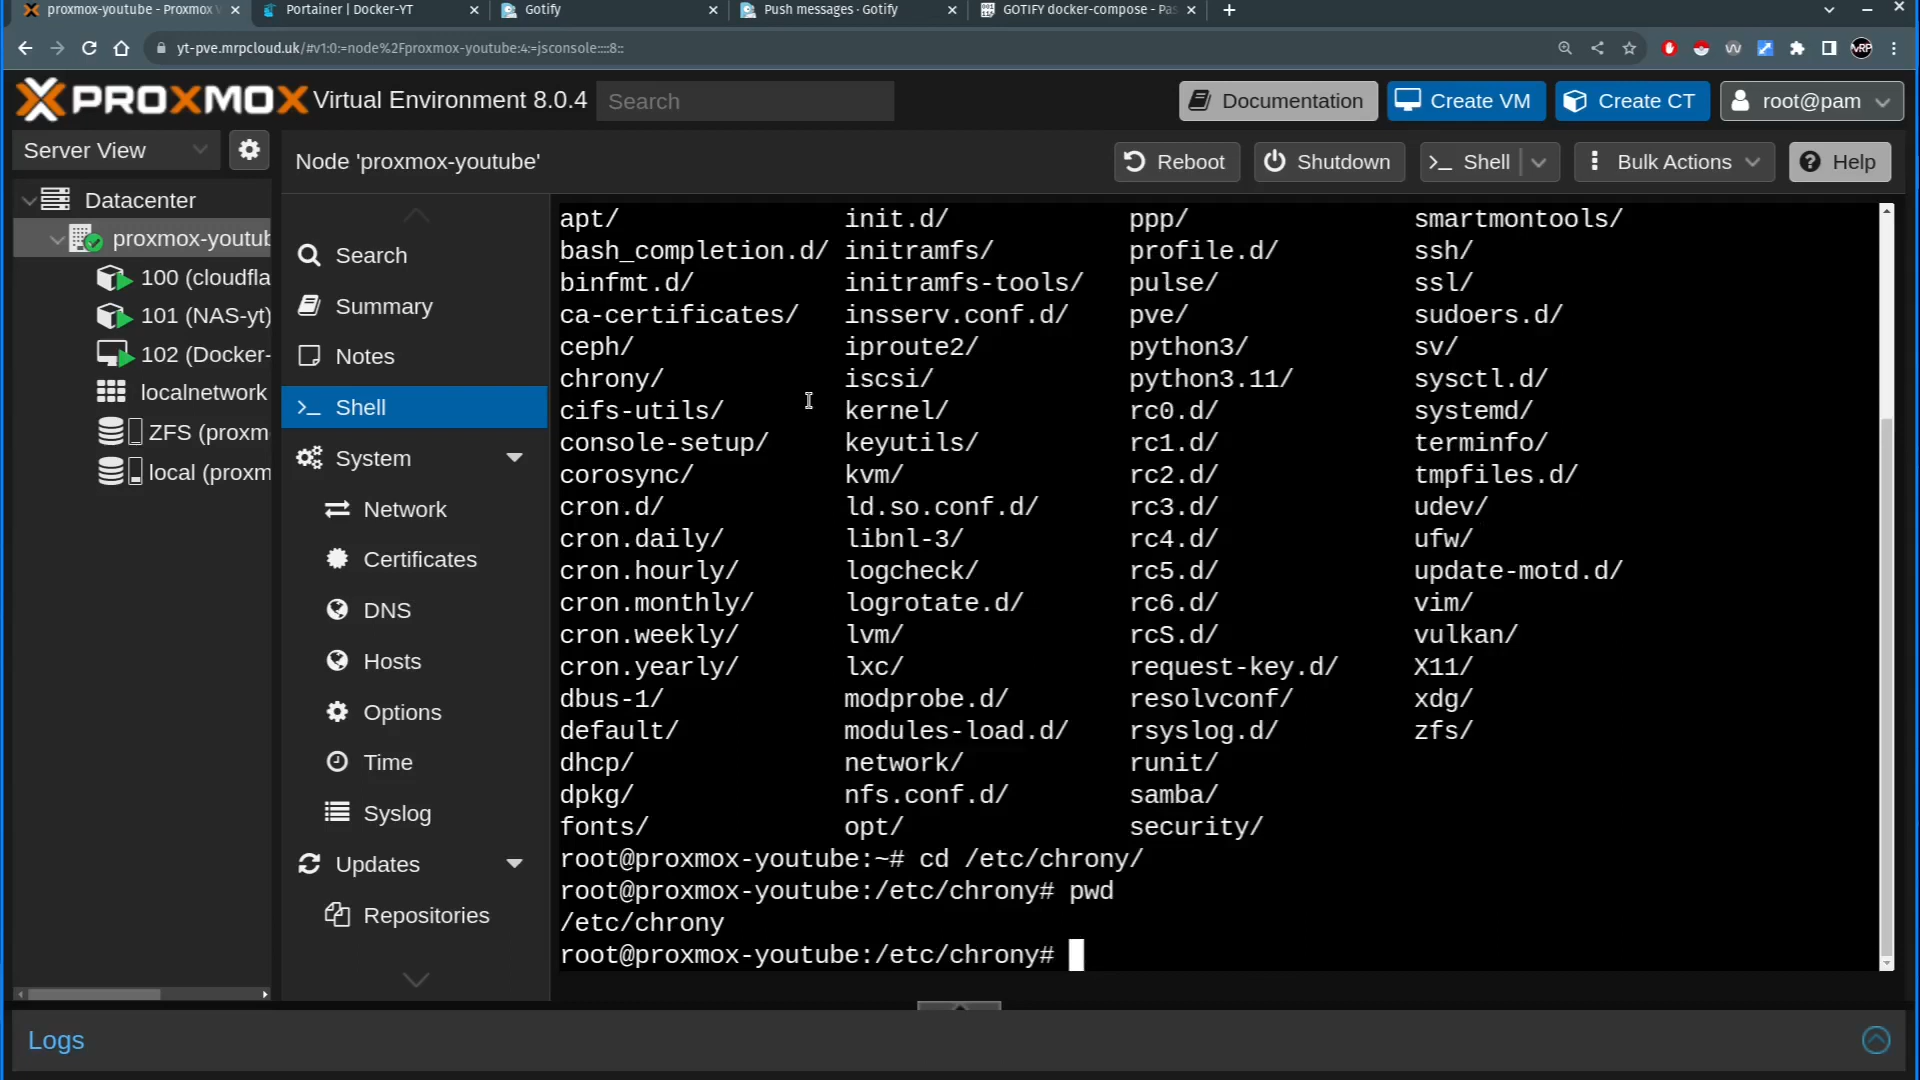 proxmox-youtube - Proxmox V
Portainer | Docker-YT
Gotify
Push messages · Gotify
GOTIFY docker-compose - Pas
yt-pve.mrpcloud.uk/#v1:0:=node%2Fproxmox-youtube:4:=jsconsole::::8::
PROXMOX Virtual Environment 8.0.4 Search
Documentation Create VM Create CT root@pam
Server View
Node 'proxmox-youtube'
Reboot Shutdown >_ Shell Bulk Actions Help
Datacenter
proxmox-youtub
100 (cloudfla
101 (NAS-yt)
102 (Docker-
localnetwork
ZFS (proxm
local (proxm
Search
Summary
Notes
>_ Shell
System
Network
Certificates
DNS
Hosts
Options
Time
Syslog
Updates
Repositories
apt/ init.d/ ppp/ smartmontools/
bash_completion.d/ initramfs/ profile.d/ ssh/
binfmt.d/ initramfs-tools/ pulse/ ssl/
ca-certificates/ insserv.conf.d/ pve/ sudoers.d/
ceph/ iproute2/ python3/ sv/
chrony/ iscsi/ python3.11/ sysctl.d/
cifs-utils/ kernel/ rc0.d/ systemd/
console-setup/ keyutils/ rc1.d/ terminfo/
corosync/ kvm/ rc2.d/ tmpfiles.d/
cron.d/ ld.so.conf.d/ rc3.d/ udev/
cron.daily/ libnl-3/ rc4.d/ ufw/
cron.hourly/ logcheck/ rc5.d/ update-motd.d/
cron.monthly/ logrotate.d/ rc6.d/ vim/
cron.weekly/ lvm/ rcS.d/ vulkan/
cron.yearly/ lxc/ request-key.d/ X11/
dbus-1/ modprobe.d/ resolvconf/ xdg/
default/ modules-load.d/ rsyslog.d/ zfs/
dhcp/ network/ runit/
dpkg/ nfs.conf.d/ samba/
fonts/ opt/ security/
root@proxmox-youtube:~# cd /etc/chrony/
root@proxmox-youtube:/etc/chrony# pwd
/etc/chrony
root@proxmox-youtube:/etc/chrony#
Logs